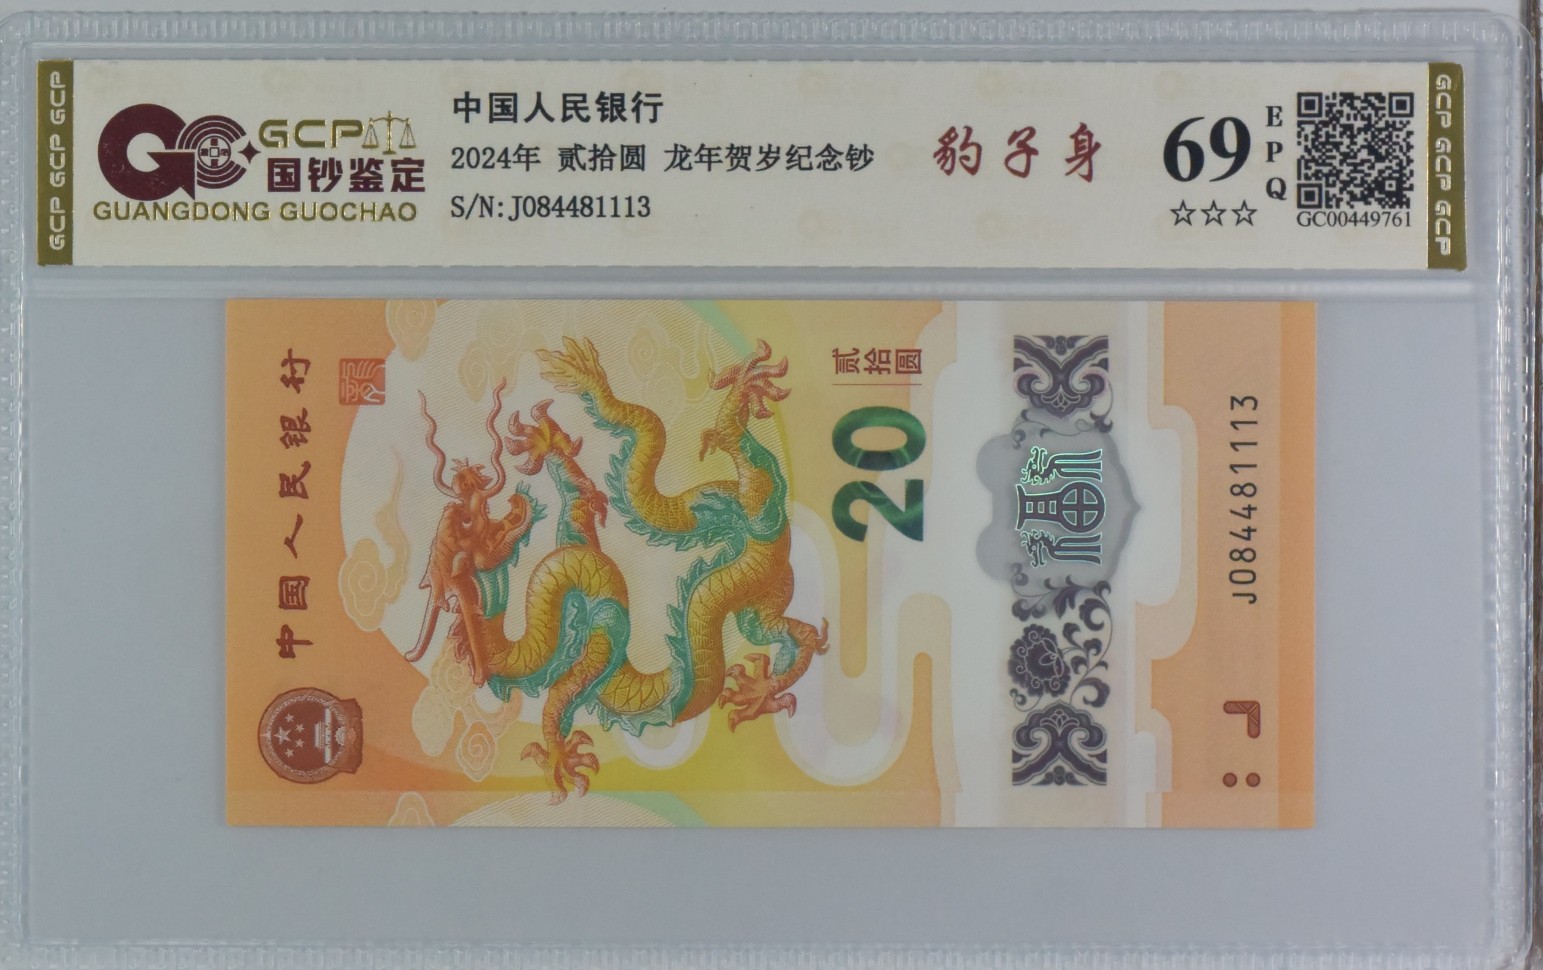 GCP GCP GCP
GCP
国钞鉴定
GUANGDONG GUOCHAO
中国人民银行
2024年 贰拾圆 龙年贺岁纪念钞
S/N:J084481113
豹子身
69
EPQ
☆☆☆
GC00449761
GCP GCP GCP
中国人民银行
贰拾圆
20
J084481113